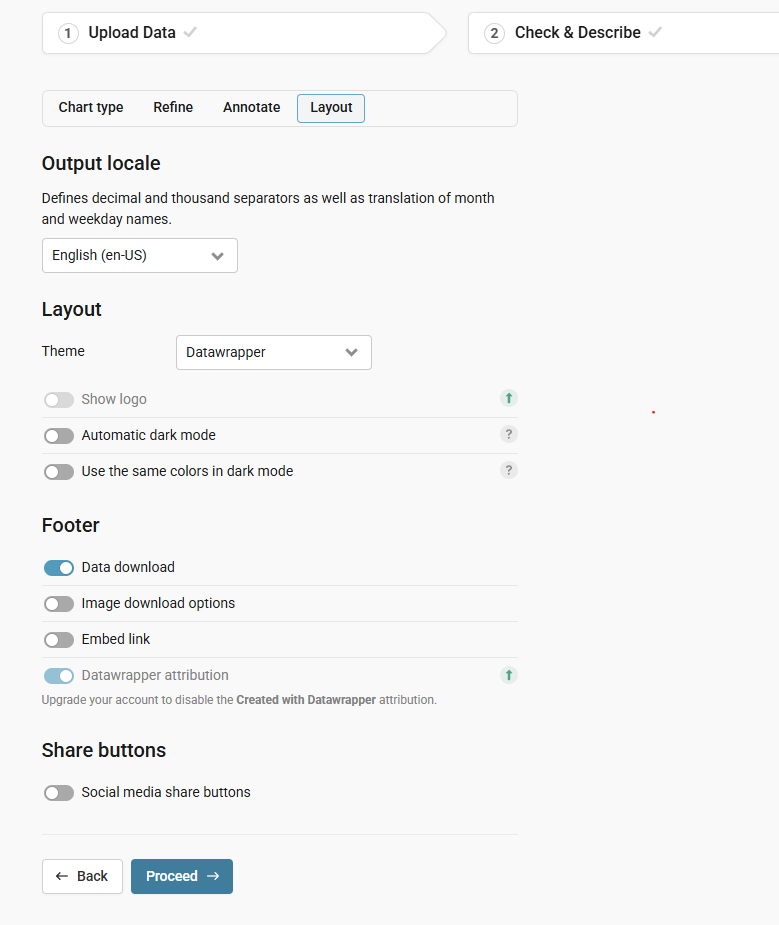 1 Upload Data
2 Check & Describe
Chart type Refine Annotate Layout
Output locale
Defines decimal and thousand separators as well as translation of month
and weekday names.
English (en-US)
Layout
Theme Datawrapper
Show logo
Automatic dark mode ?
Use the same colors in dark mode ?
Footer
Data download
Image download options
Embed link
Datawrapper attribution
Upgrade your account to disable the Created with Datawrapper attribution.
Share buttons
Social media share buttons
Back Proceed